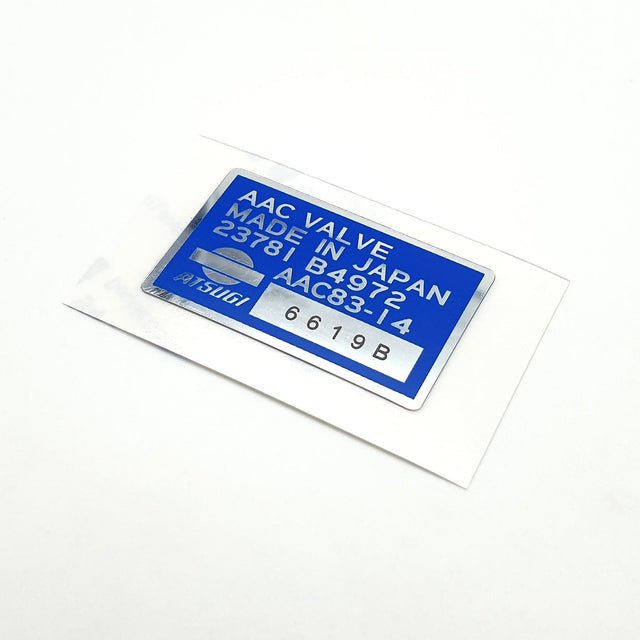 AAC VALVE
MADE IN JAPAN
23781 B4972
AAC83-14
ATSUGI
6619B